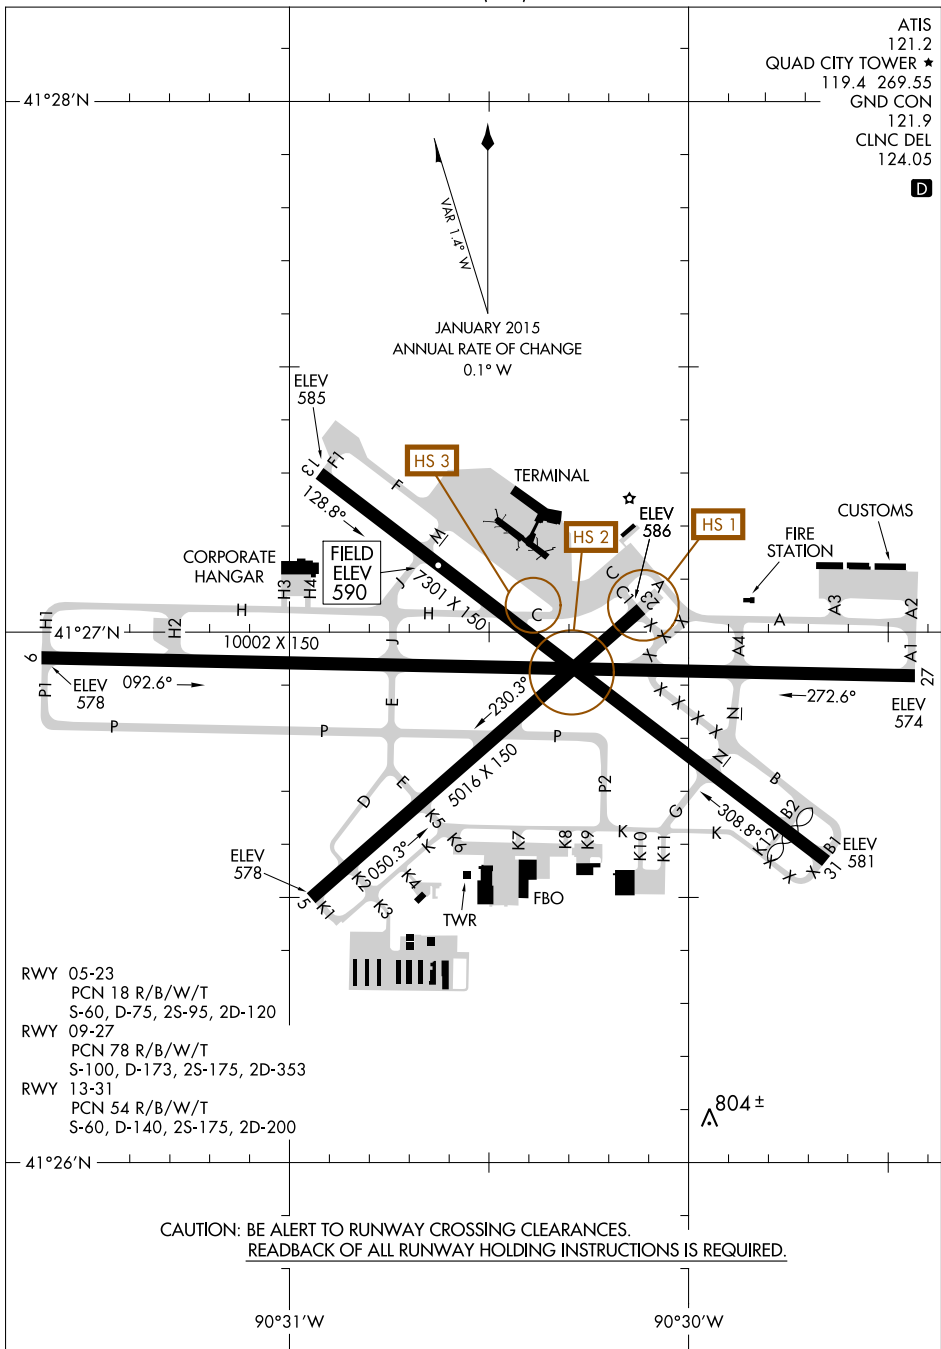 ATIS
121.2
QUAD CITY TOWER ★
119.4 269.55
GND CON
121.9
CLNC DEL
124.05
D
41°28'N
VAR 1.4° W
JANUARY 2015
ANNUAL RATE OF CHANGE
0.1° W
ELEV
585
13
F1
F
128.8°
HS 3
TERMINAL
M
HS 2
ELEV
586
HS 1
CUSTOMS
FIRE
STATION
CORPORATE
HANGAR
FIELD
ELEV
590
7301 X 150
H3
H4
J
H
H
C
C
C1
A
23
X
X
A
A3
A2
H1
H2
41°27'N
10002 X 150
J
A4
A1
9
27
P1
ELEV
578
092.6°
230.3°
272.6°
ELEV
574
X
X
X
X
X
X
E
P
P
P
N
N
5016 X 150
D
E
P2
B
G
308.8°
B2
K5
K
K6
K7
K8
K9
K
K10
K11
K
K12
B1
31
ELEV
581
X
X
X
ELEV
578
050.3°
K2
K4
5
K1
K3
TWR
FBO
RWY 05-23
PCN 18 R/B/W/T
S-60, D-75, 2S-95, 2D-120
RWY 09-27
PCN 78 R/B/W/T
S-100, D-173, 2S-175, 2D-353
RWY 13-31
PCN 54 R/B/W/T
S-60, D-140, 2S-175, 2D-200
804 ±
41°26'N
CAUTION: BE ALERT TO RUNWAY CROSSING CLEARANCES.
READBACK OF ALL RUNWAY HOLDING INSTRUCTIONS IS REQUIRED.
90°31'W
90°30'W